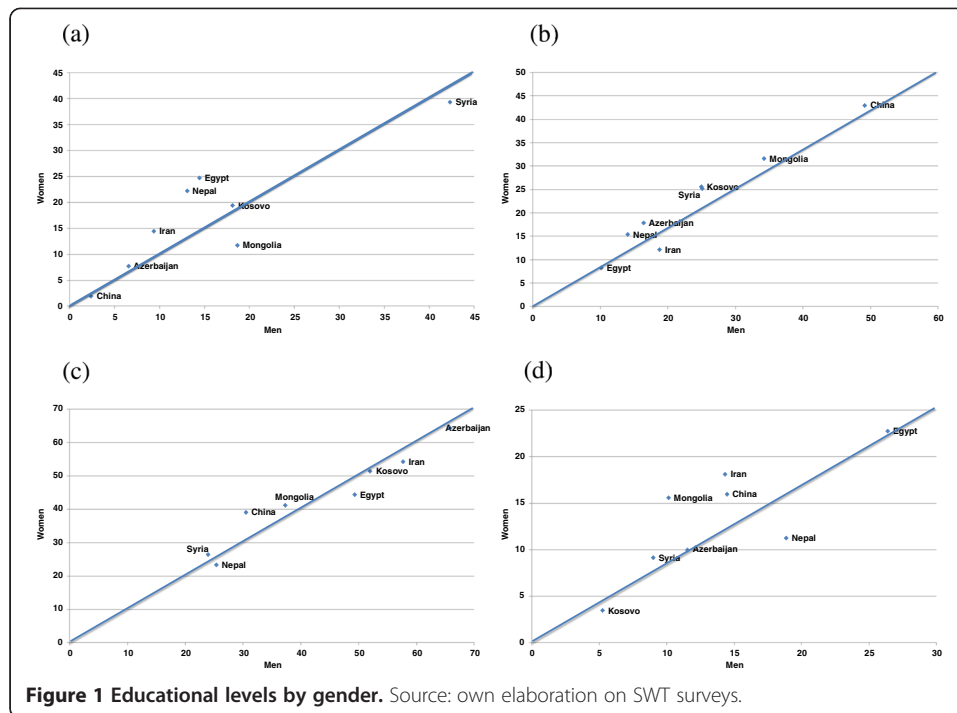 (a)
45
40
35
30
25
20
15
10
5
0
Women
Syria
Egypt
Nepal
Kosovo
Iran
Mongolia
Azerbaijan
China
0 5 10 15 20 25 30 35 40 45
Men
(b)
50
45
40
35
30
25
20
15
10
5
0
Women
China
Mongolia
Kosovo
Syria
Azerbaijan
Nepal
Iran
Egypt
0 10 20 30 40 50 60
Men
(c)
70
60
50
40
30
20
10
0
Women
Azerbaijan
Iran
Kosovo
Egypt
Mongolia
China
Syria
Nepal
0 10 20 30 40 50 60 70
Men
(d)
25
20
15
10
5
0
Women
Egypt
Iran
China
Mongolia
Nepal
Azerbaijan
Syria
Kosovo
0 5 10 15 20 25 30
Men
Figure 1 Educational levels by gender. Source: own elaboration on SWT surveys.